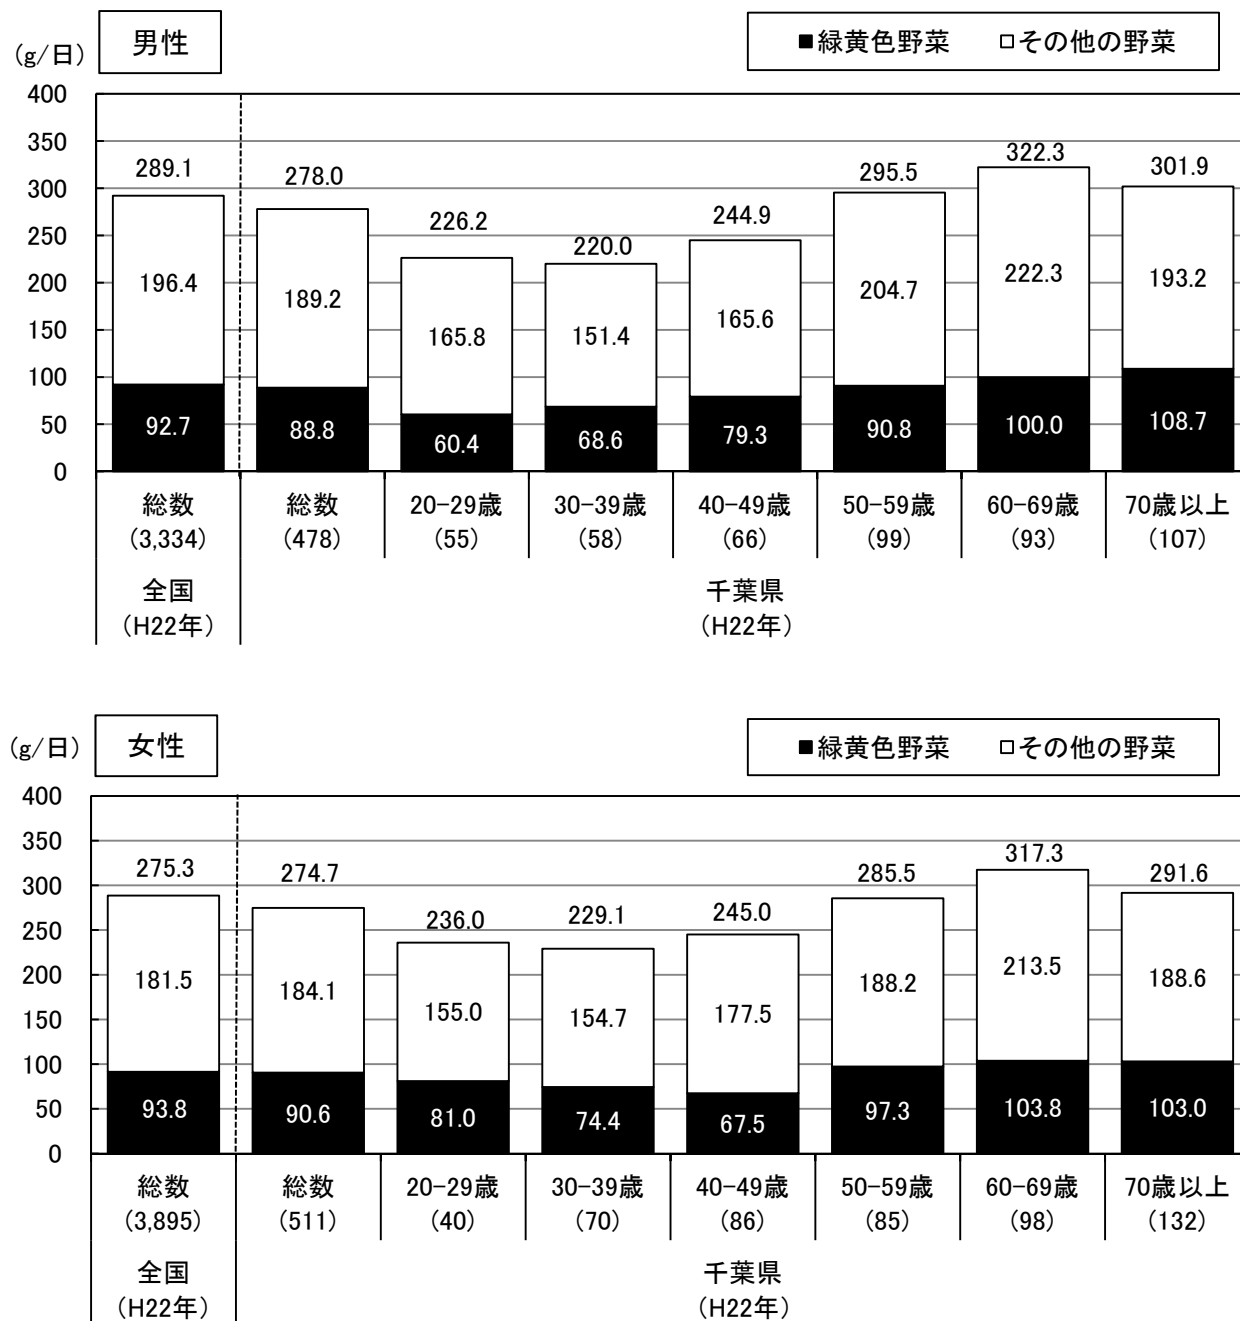 (g/日) 男性 ■緑黄色野菜 □その他の野菜
400
350
300
250
200
150
100
50
0
289.1 278.0 226.2 220.0 244.9 295.5 322.3 301.9
196.4 189.2 165.8 151.4 165.6 204.7 222.3 193.2
92.7 88.8 60.4 68.6 79.3 90.8 100.0 108.7
総数 総数 20-29歳 30-39歳 40-49歳 50-59歳 60-69歳 70歳以上
(3,334) (478) (55) (58) (66) (99) (93) (107)
全国 千葉県
(H22年) (H22年)
(g/日) 女性 ■緑黄色野菜 □その他の野菜
400
350
300
250
200
150
100
50
0
275.3 274.7 236.0 229.1 245.0 285.5 317.3 291.6
181.5 184.1 155.0 154.7 177.5 188.2 213.5 188.6
93.8 90.6 81.0 74.4 67.5 97.3 103.8 103.0
総数 総数 20-29歳 30-39歳 40-49歳 50-59歳 60-69歳 70歳以上
(3,895) (511) (40) (70) (86) (85) (98) (132)
全国 千葉県
(H22年) (H22年)